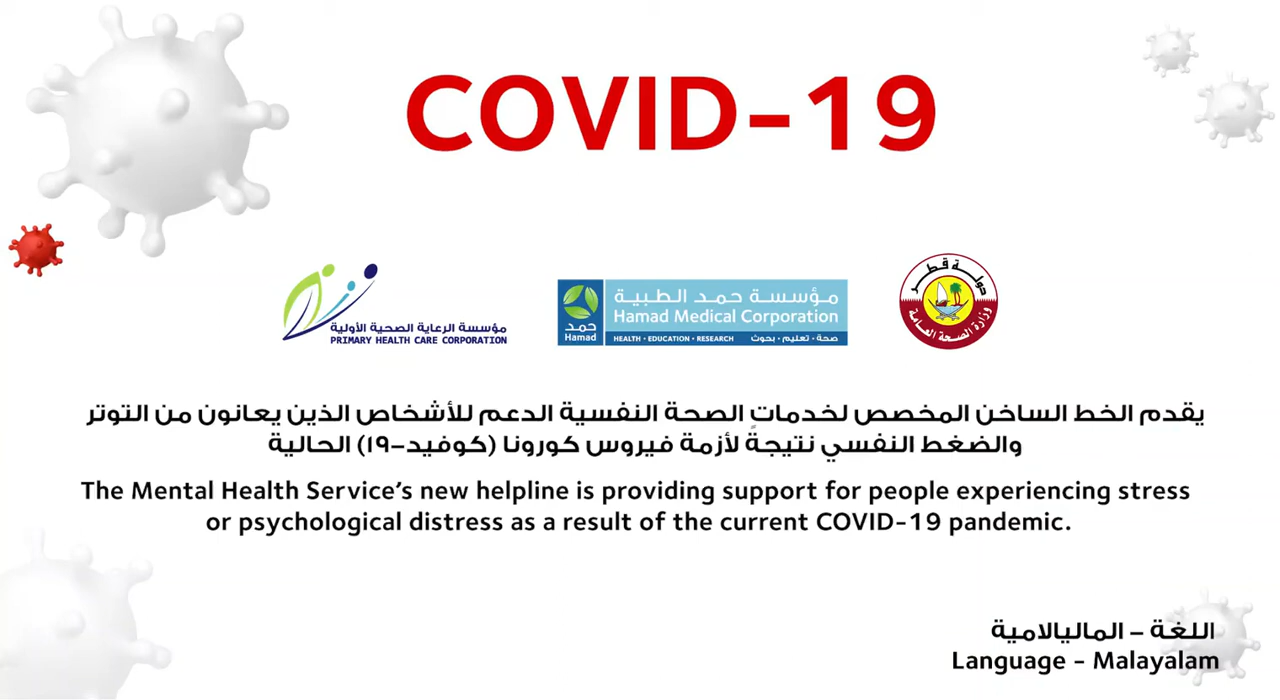 COVID-19
مؤسسة الرعاية الصحية الأولية
PRIMARY HEALTH CARE CORPORATION
حمد
Hamad
مؤسسة حمد الطبية
Hamad Medical Corporation
HEALTH • EDUCATION • RESEARCH صحة • تعليم • بحوث
دولة قطر
وزارة الصحة العامة
يقدم الخط الساخن المخصص لخدمات الصحة النفسية الدعم للأشخاص الذين يعانون من التوتر
والضغط النفسي نتيجةً لأزمة فيروس كورونا (كوفيد-١٩) الحالية
The Mental Health Service’s new helpline is providing support for people experiencing stress
or psychological distress as a result of the current COVID-19 pandemic.
اللغة – الماليالامية
Language - Malayalam